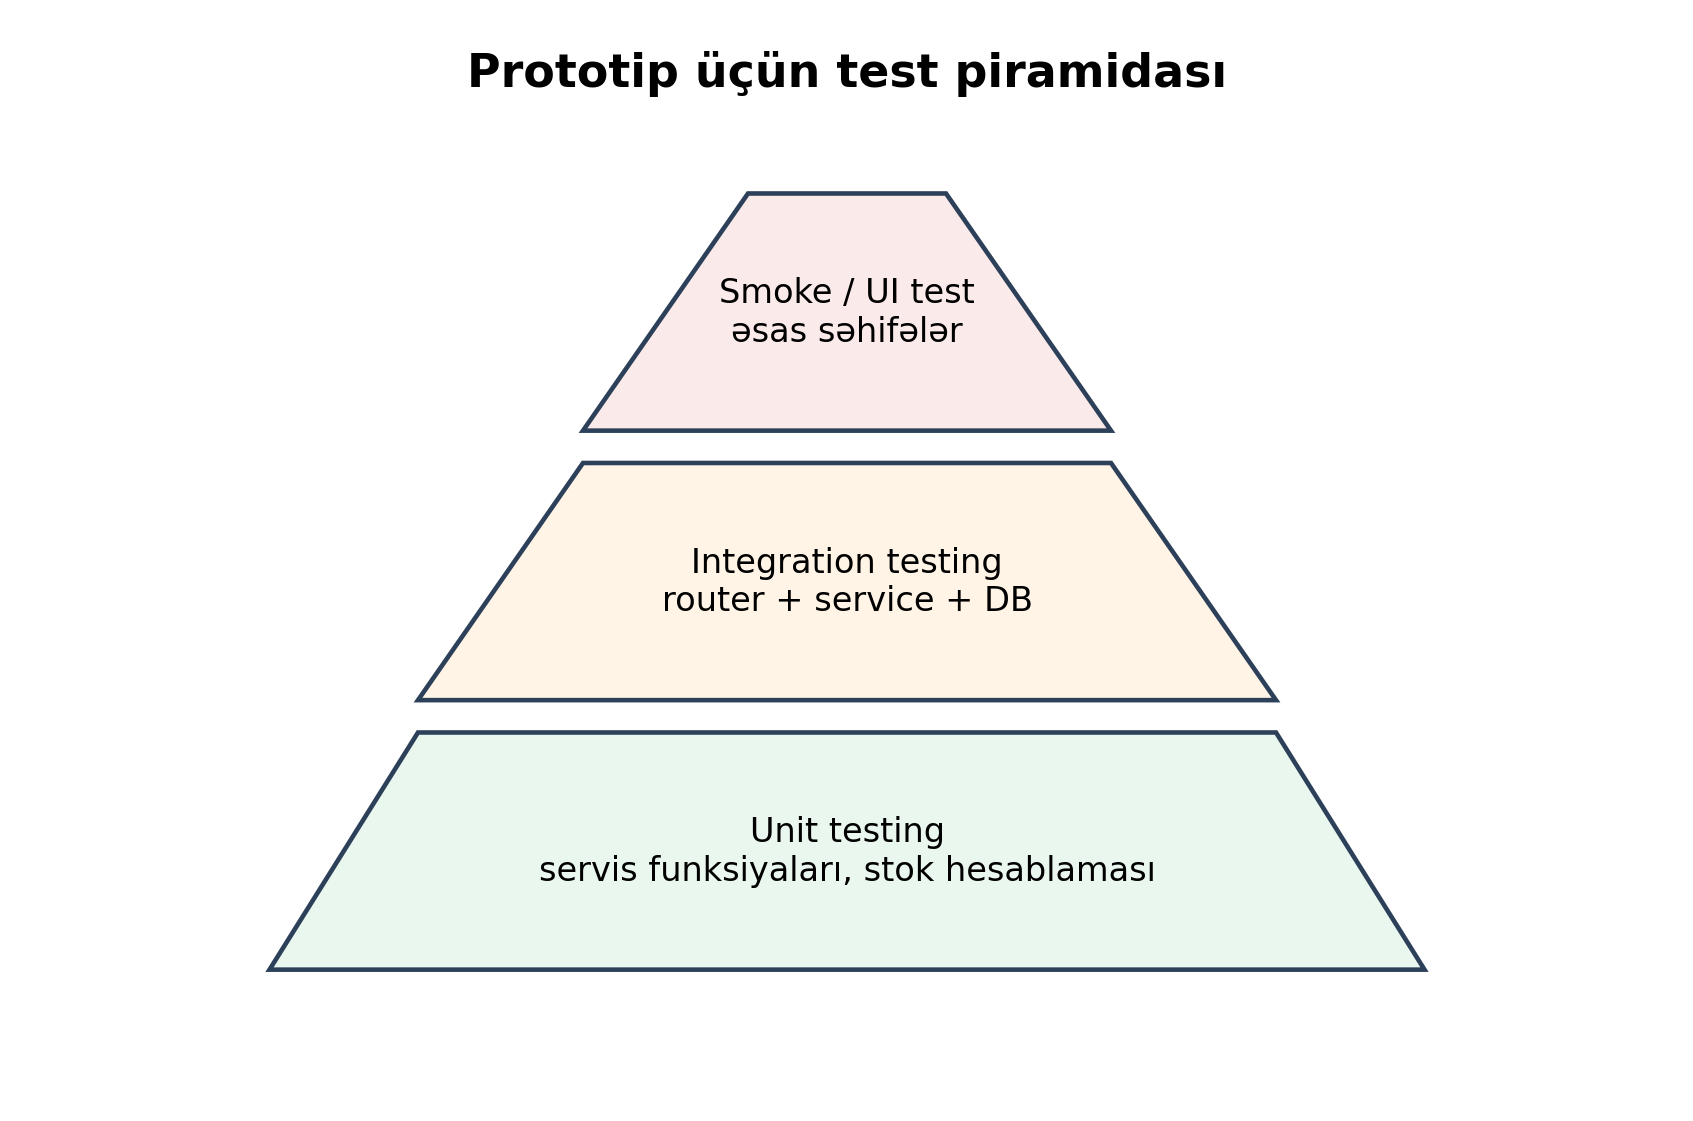 Prototip üçün test piramidası
Smoke / UI test
əsas səhifələr
Integration testing
router + service + DB
Unit testing
servis funksiyaları, stok hesablaması